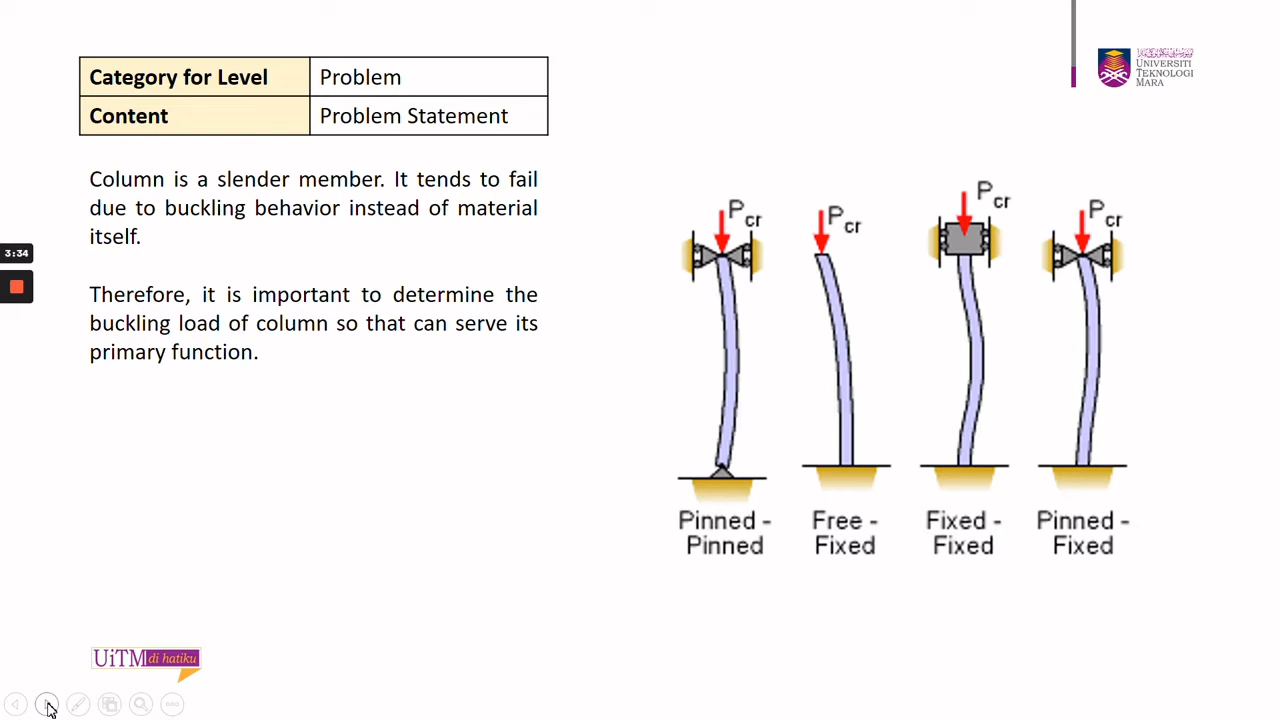 Category for Level Problem
Content Problem Statement
UNIVERSITI
TEKNOLOGI
MARA
Column is a slender member. It tends to fail
due to buckling behavior instead of material
itself.
Therefore, it is important to determine the
buckling load of column so that can serve its
primary function.
3:34
Pcr
Pcr
Pcr
Pcr
Pinned -
Pinned
Free -
Fixed
Fixed -
Fixed
Pinned -
Fixed
UiTM di hatiku